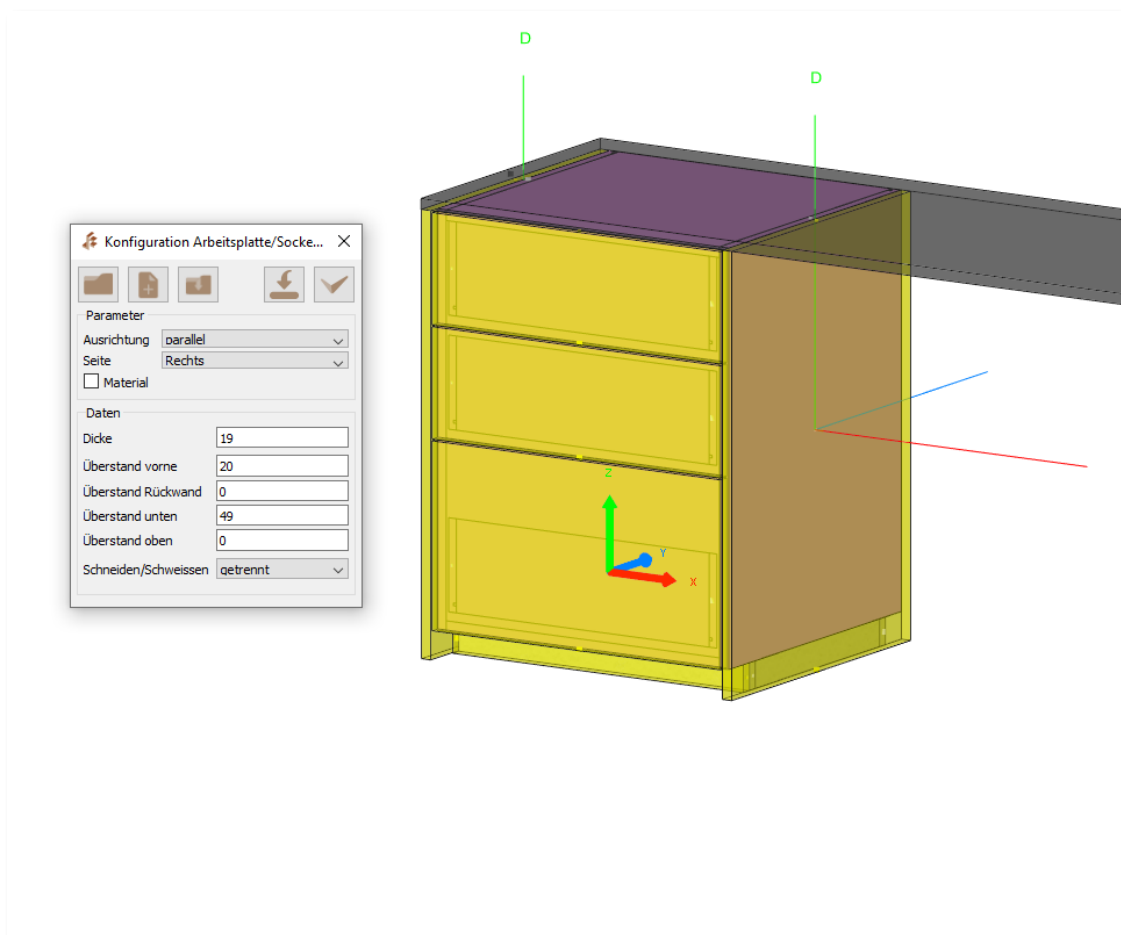 D
D
Konfiguration Arbeitsplatte/Socke...
Parameter
Ausrichtung parallel
Seite Rechts
Material
Daten
Dicke 19
Überstand vorne 20
Überstand Rückwand 0
Überstand unten 49
Überstand oben 0
Schneiden/Schweissen getrennt
Z
Y
X